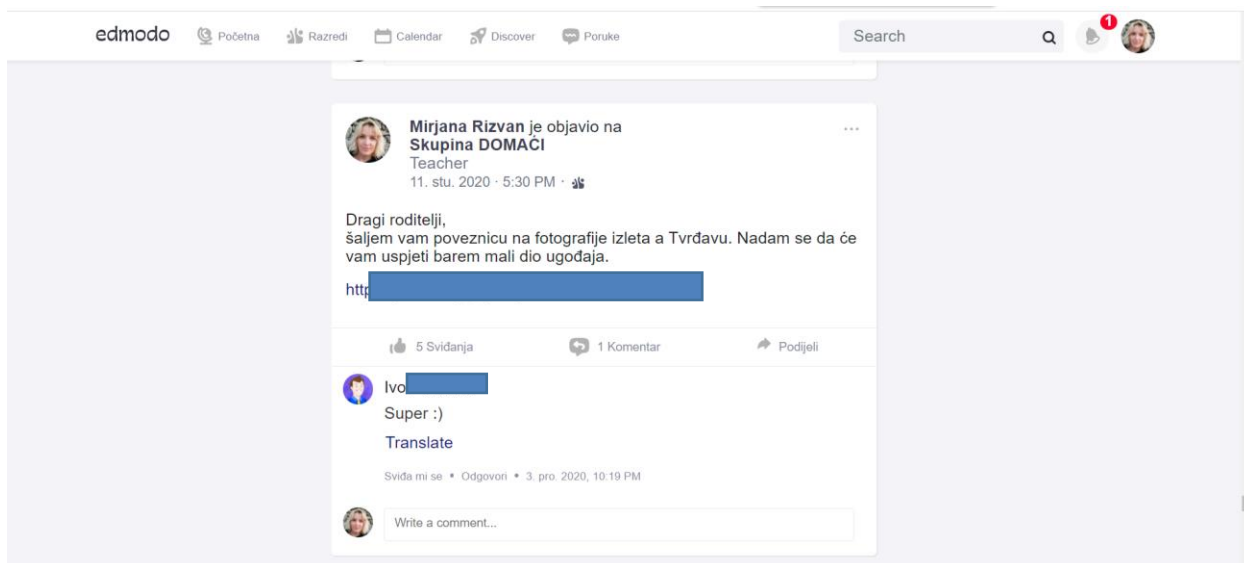 edmodo Početna Razredi Calendar Discover Poruke Search 1
Mirjana Rizvan je objavio na
Skupina DOMAĆI
Teacher
11. stu. 2020 · 5:30 PM ·
...
Dragi roditelji,
šaljem vam poveznicu na fotografije izleta a Tvrđavu. Nadam se da će
vam uspjeti barem mali dio ugođaja.
http
5 Sviđanja 1 Komentar Podijeli
Ivo
Super :)
Translate
Sviđa mi se • Odgovori • 3. pro. 2020, 10:19 PM
Write a comment...